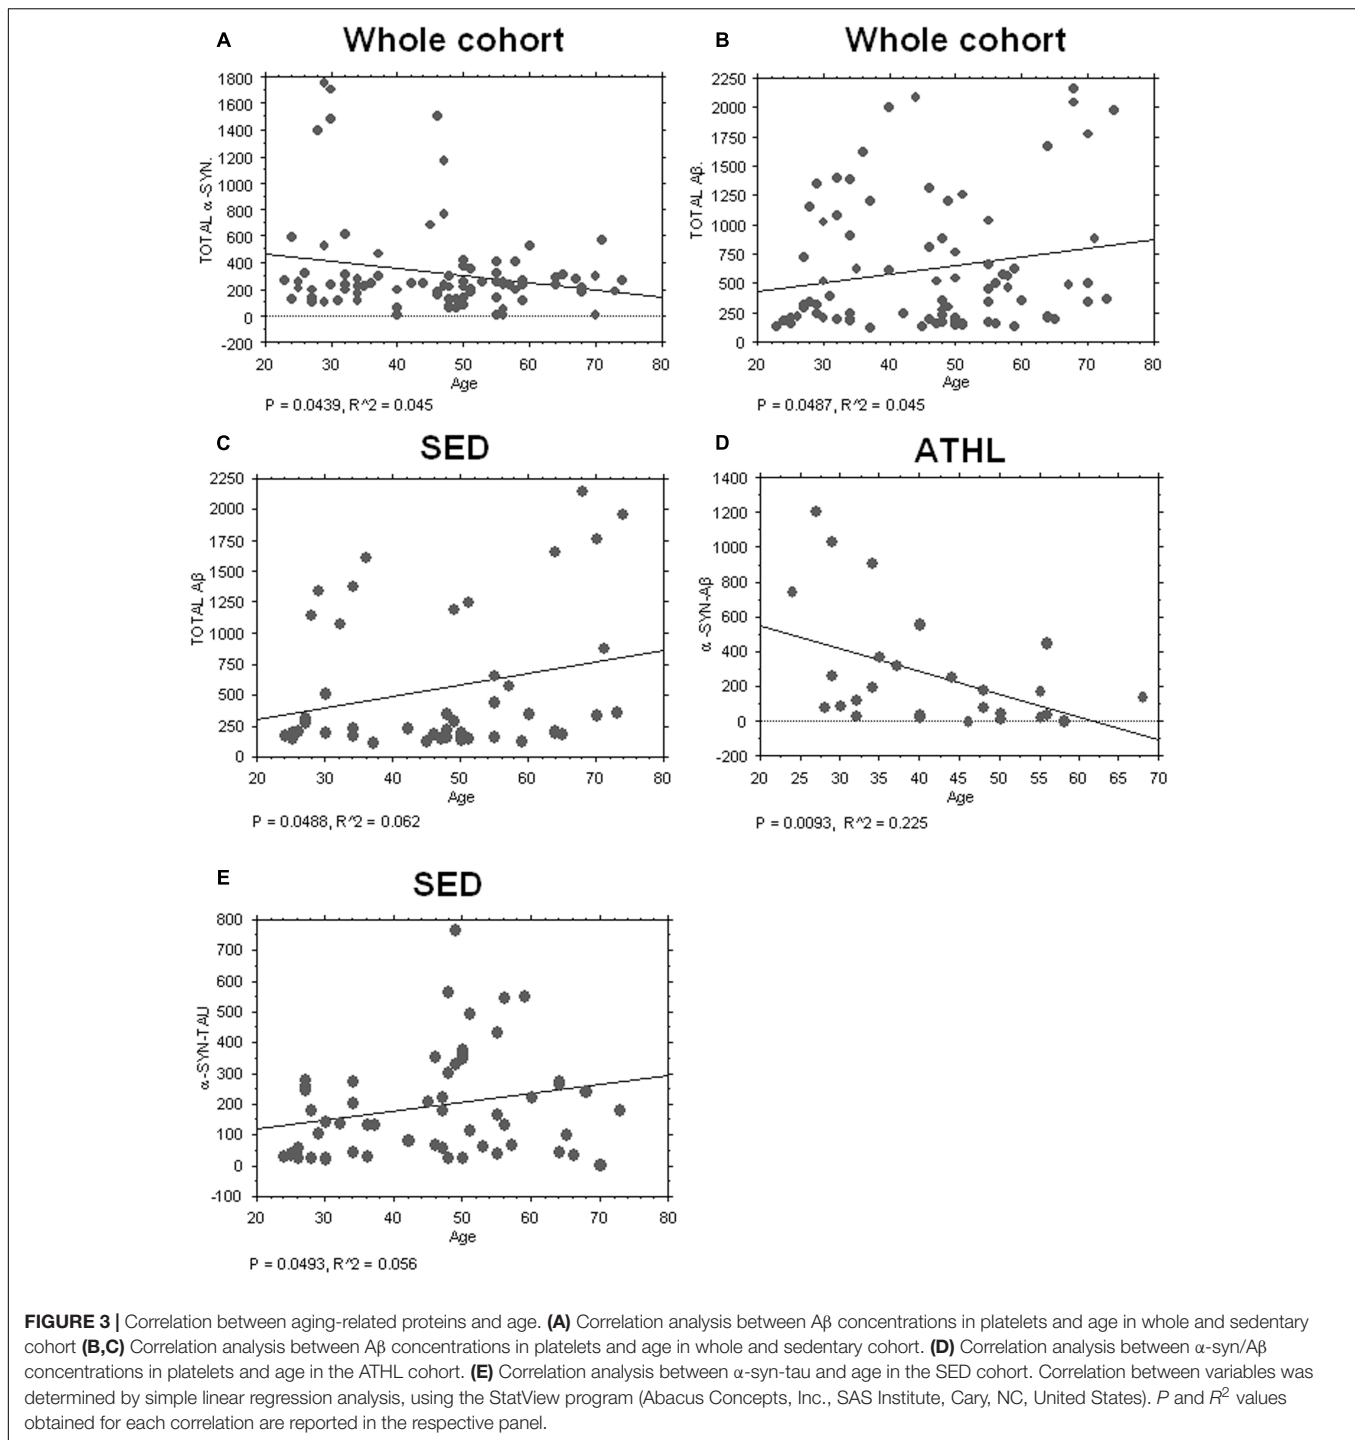 A Whole cohort
TOTAL α-SYN.
1800
1600
1400
1200
1000
800
600
400
200
0
-200
20 30 40 50 60 70 80
Age
P = 0.0439, R^2 = 0.045
B Whole cohort
TOTAL Aβ.
2250
2000
1750
1500
1250
1000
750
500
250
0
20 30 40 50 60 70 80
Age
P = 0.0487, R^2 = 0.045
C SED
TOTAL Aβ
2250
2000
1750
1500
1250
1000
750
500
250
0
20 30 40 50 60 70 80
Age
P = 0.0488, R^2 = 0.062
D ATHL
α-SYN-Aβ
1400
1200
1000
800
600
400
200
0
-200
20 25 30 35 40 45 50 55 60 65 70
Age
P = 0.0093, R^2 = 0.225
E SED
α-SYN-TAU
800
700
600
500
400
300
200
100
0
-100
20 30 40 50 60 70 80
Age
P = 0.0493, R^2 = 0.056
FIGURE 3 | Correlation between aging-related proteins and age. (A) Correlation analysis between Aβ concentrations in platelets and age in whole and sedentary
cohort (B,C) Correlation analysis between Aβ concentrations in platelets and age in whole and sedentary cohort. (D) Correlation analysis between α-syn/Aβ
concentrations in platelets and age in the ATHL cohort. (E) Correlation analysis between α-syn-tau and age in the SED cohort. Correlation between variables was
determined by simple linear regression analysis, using the StatView program (Abacus Concepts, Inc., SAS Institute, Cary, NC, United States). P and R² values
obtained for each correlation are reported in the respective panel.